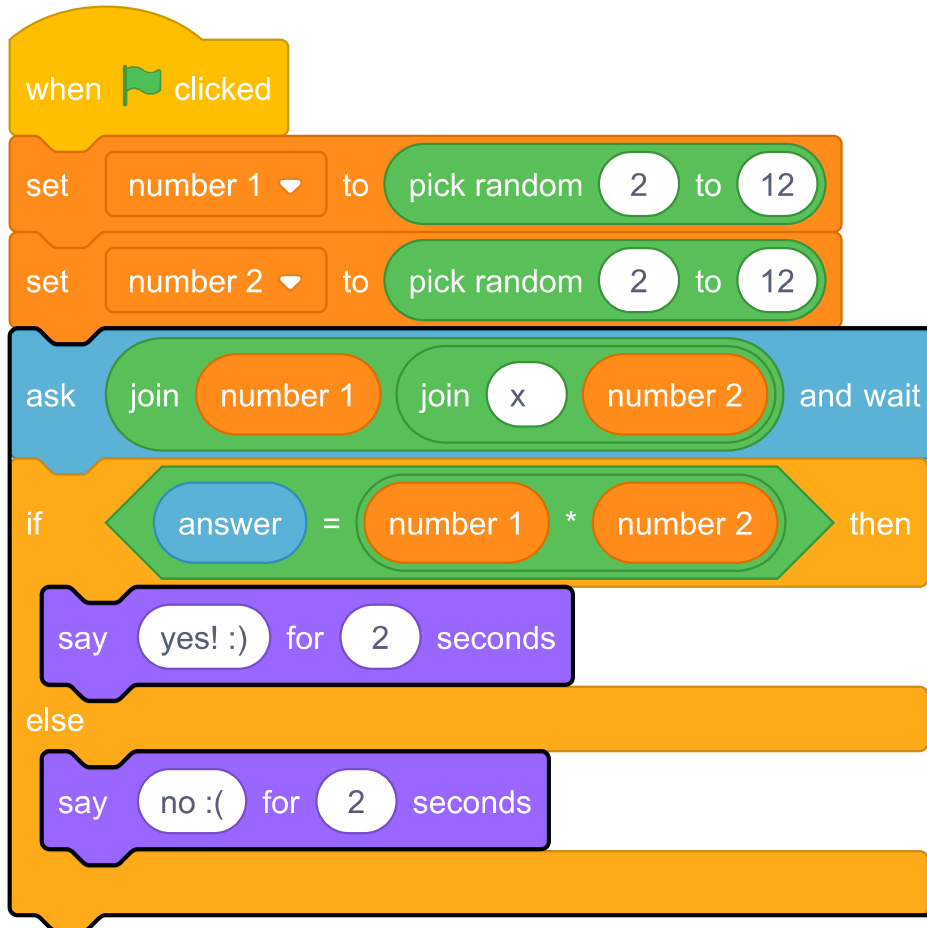 when clicked
set number 1 to pick random 2 to 12
set number 2 to pick random 2 to 12
ask join number 1 join x number 2 and wait
if answer = number 1 * number 2 then
say yes! :) for 2 seconds
else
say no :( for 2 seconds